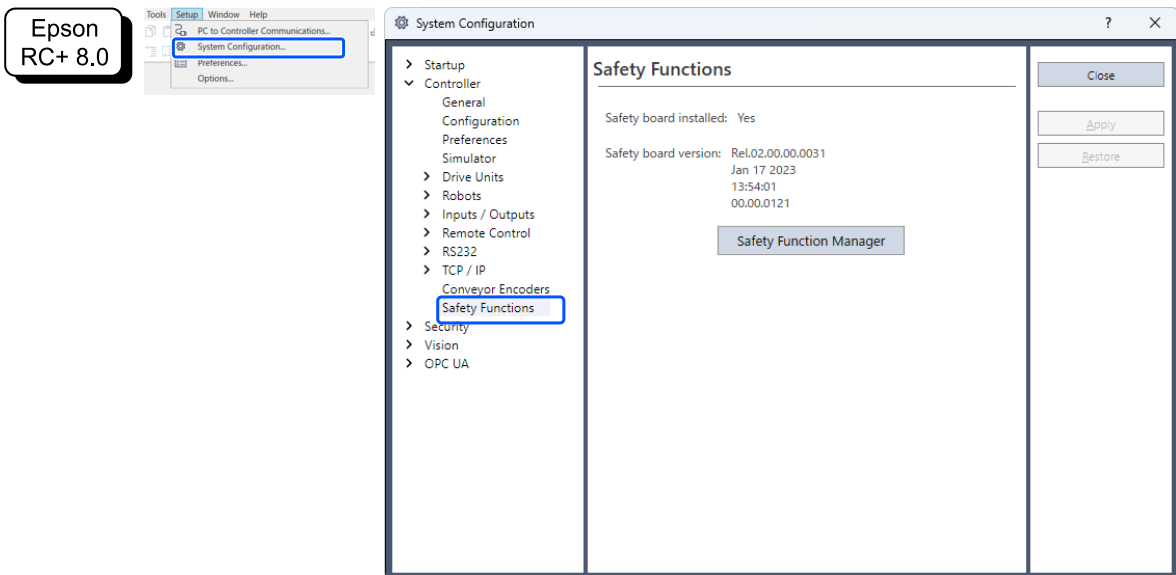 Epson
RC+ 8.0
Tools Setup Window Help
PC to Controller Communications...
System Configuration...
Preferences...
Options...
System Configuration
?
Startup
Controller
General
Configuration
Preferences
Simulator
Drive Units
Robots
Inputs / Outputs
Remote Control
RS232
TCP / IP
Conveyor Encoders
Safety Functions
Security
Vision
OPC UA
Safety Functions
Safety board installed: Yes
Safety board version: Rel.02.00.00.0031
Jan 17 2023
13:54:01
00.00.0121
Safety Function Manager
Close
Apply
Restore